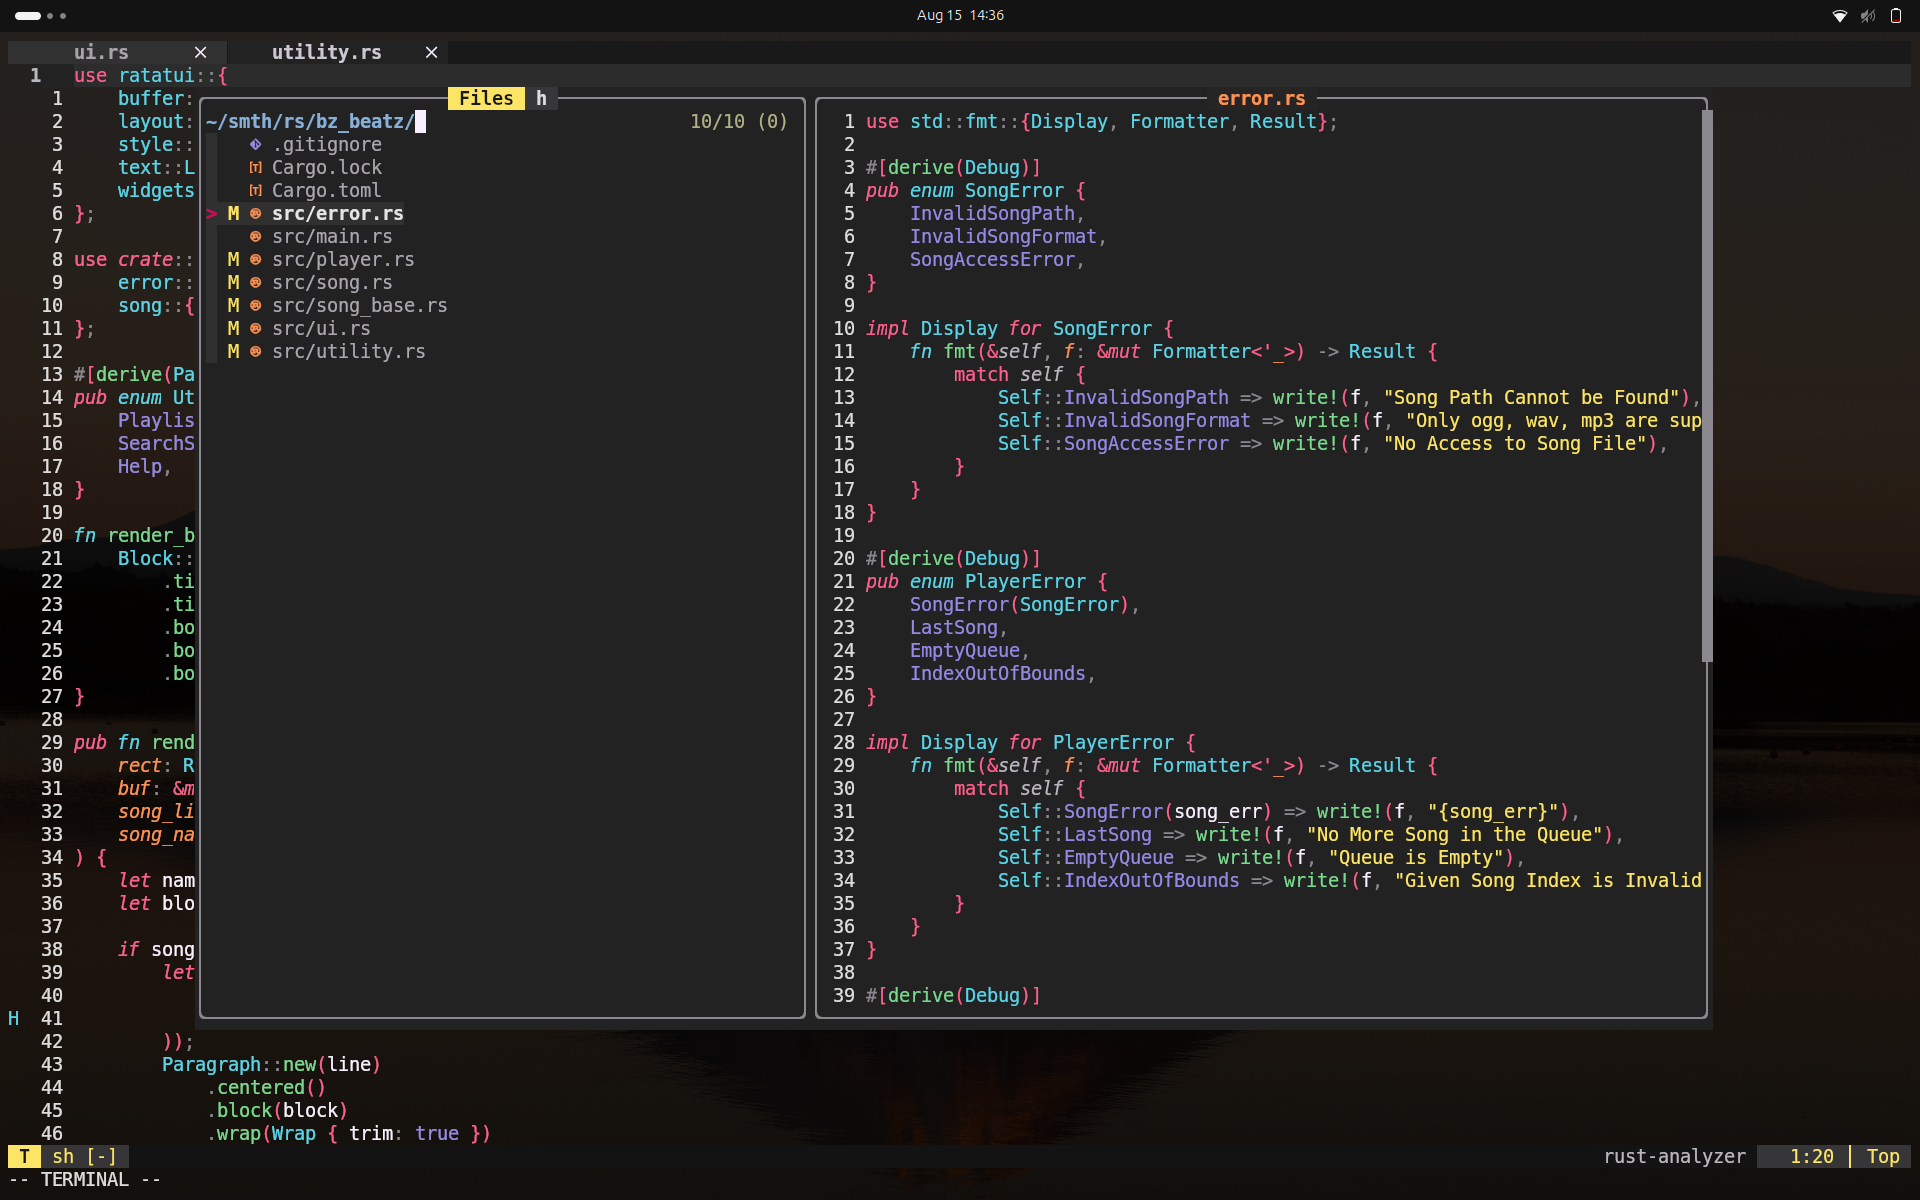 Aug 15 14:36
ui.rs × utility.rs ×
1 use ratatui::{
1 buffer:
2 layout:
3 style::
4 text::L
5 widgets
6 };
7
8 use crate::
9 error::
10 song::{
11 };
12
13 #[derive(Pa
14 pub enum Ut
15 Playlis
16 SearchS
17 Help,
18 }
19
20 fn render_b
21 Block::
22 .ti
23 .ti
24 .bo
25 .bo
26 .bo
27 }
28
29 pub fn rend
30 rect: R
31 buf: &m
32 song_li
33 song_na
34 ) {
35 let nam
36 let blo
37
38 if song
39 let
40
H 41
42 ));
43 Paragraph::new(line)
44 .centered()
45 .block(block)
46 .wrap(Wrap { trim: true })
Files h
~/smth/rs/bz_beatz/ 10/10 (0)
.gitignore
[T] Cargo.lock
[T] Cargo.toml
> M src/error.rs
src/main.rs
M src/player.rs
M src/song.rs
M src/song_base.rs
M src/ui.rs
M src/utility.rs
error.rs
1 use std::fmt::{Display, Formatter, Result};
2
3 #[derive(Debug)]
4 pub enum SongError {
5 InvalidSongPath,
6 InvalidSongFormat,
7 SongAccessError,
8 }
9
10 impl Display for SongError {
11 fn fmt(&self, f: &mut Formatter<'_>) -> Result {
12 match self {
13 Self::InvalidSongPath => write!(f, "Song Path Cannot be Found"),
14 Self::InvalidSongFormat => write!(f, "Only ogg, wav, mp3 are sup
15 Self::SongAccessError => write!(f, "No Access to Song File"),
16 }
17 }
18 }
19
20 #[derive(Debug)]
21 pub enum PlayerError {
22 SongError(SongError),
23 LastSong,
24 EmptyQueue,
25 IndexOutOfBounds,
26 }
27
28 impl Display for PlayerError {
29 fn fmt(&self, f: &mut Formatter<'_>) -> Result {
30 match self {
31 Self::SongError(song_err) => write!(f, "{song_err}"),
32 Self::LastSong => write!(f, "No More Song in the Queue"),
33 Self::EmptyQueue => write!(f, "Queue is Empty"),
34 Self::IndexOutOfBounds => write!(f, "Given Song Index is Invalid
35 }
36 }
37 }
38
39 #[derive(Debug)]
T sh [-] rust-analyzer 1:20 | Top
-- TERMINAL --